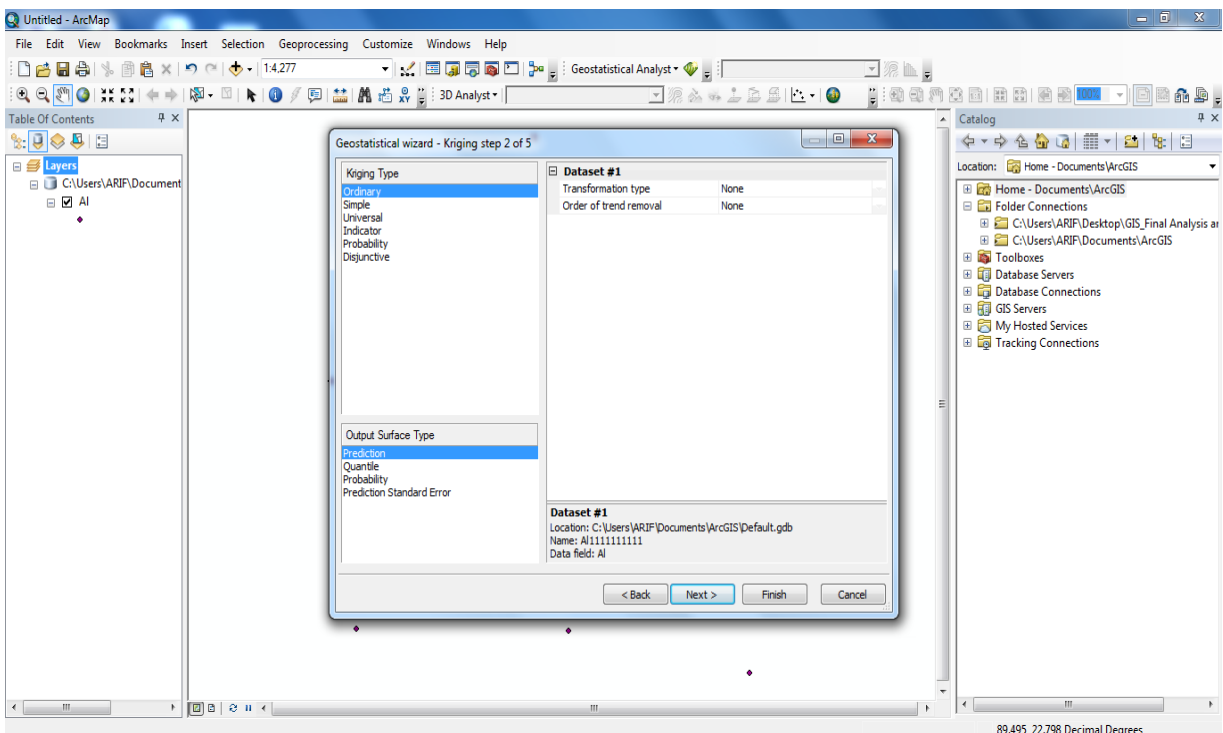 Untitled - ArcMap
File Edit View Bookmarks Insert Selection Geoprocessing Customize Windows Help
1:4,277
Geostatistical Analyst
3D Analyst
100%
Table Of Contents
Layers
C:\Users\ARIF\Document
Al
Geostatistical wizard - Kriging step 2 of 5
Kriging Type
Ordinary
Simple
Universal
Indicator
Probability
Disjunctive
Output Surface Type
Prediction
Quantile
Probability
Prediction Standard Error
Dataset #1
Transformation type None
Order of trend removal None
Dataset #1
Location: C:\Users\ARIF\Documents\ArcGIS\Default.gdb
Name: Al1111111111
Data field: Al
< Back Next > Finish Cancel
Catalog
Location: Home - Documents\ArcGIS
Home - Documents\ArcGIS
Folder Connections
C:\Users\ARIF\Desktop\GIS_Final Analysis ar
C:\Users\ARIF\Documents\ArcGIS
Toolboxes
Database Servers
Database Connections
GIS Servers
My Hosted Services
Tracking Connections
89.495 22.798 Decimal Degrees